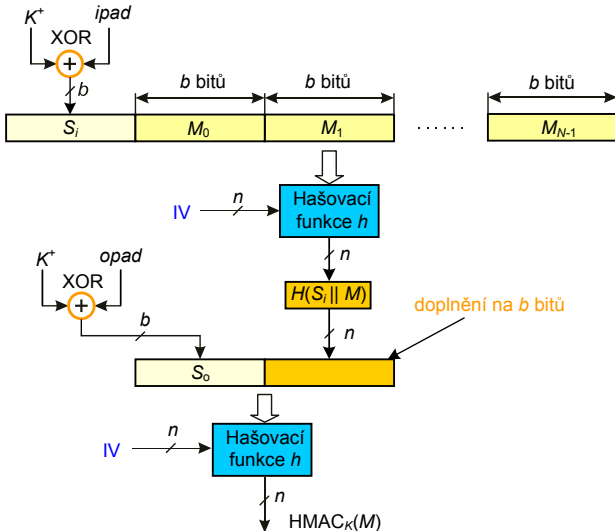 K+ ipad
XOR
+
b
b bitů b bitů b bitů
Si M0 M1 ...... MN-1
IV n Hašovací
funkce h
n
K+ opad
XOR
+
H(Si || M)
b n doplnění na b bitů
So
IV n Hašovací
funkce h
n
HMACK(M)